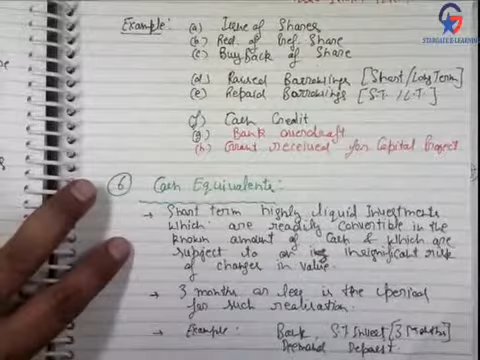 Example: (a) Issue of Shares
(b) Red. of Pref. Share
(c) Buy back of Share
(d) Raised Borrowings [Short/Long Term]
(e) Repaid Borrowings [S.T. / L.T.]
(f) Cash Credit
(g) Bank overdraft
(h) Grant received for Capital Project
STARGATE E-LEARNIN
6 Cash Equivalents:
→ Short term highly liquid Investments
which are readily convertible in the
known amount of Cash & which are
subject to an insignificant risk
of changes in value.
→ 3 months or less is the period
for such realisation.
→ Example: Bank, S.T Invest [3 Months]
Demand Deposit